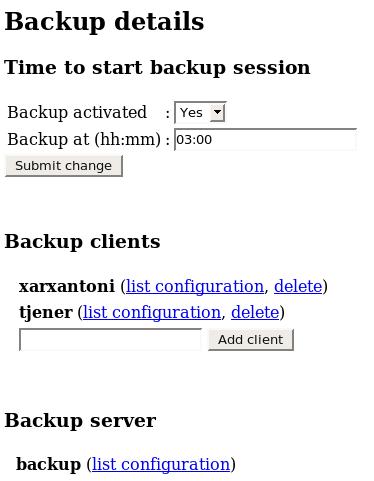 Backup details
Time to start backup session
Backup activated : Yes
Backup at (hh:mm) : 03:00
Submit change
Backup clients
xarxantoni (list configuration, delete)
tjener (list configuration, delete)
Add client
Backup server
backup (list configuration)